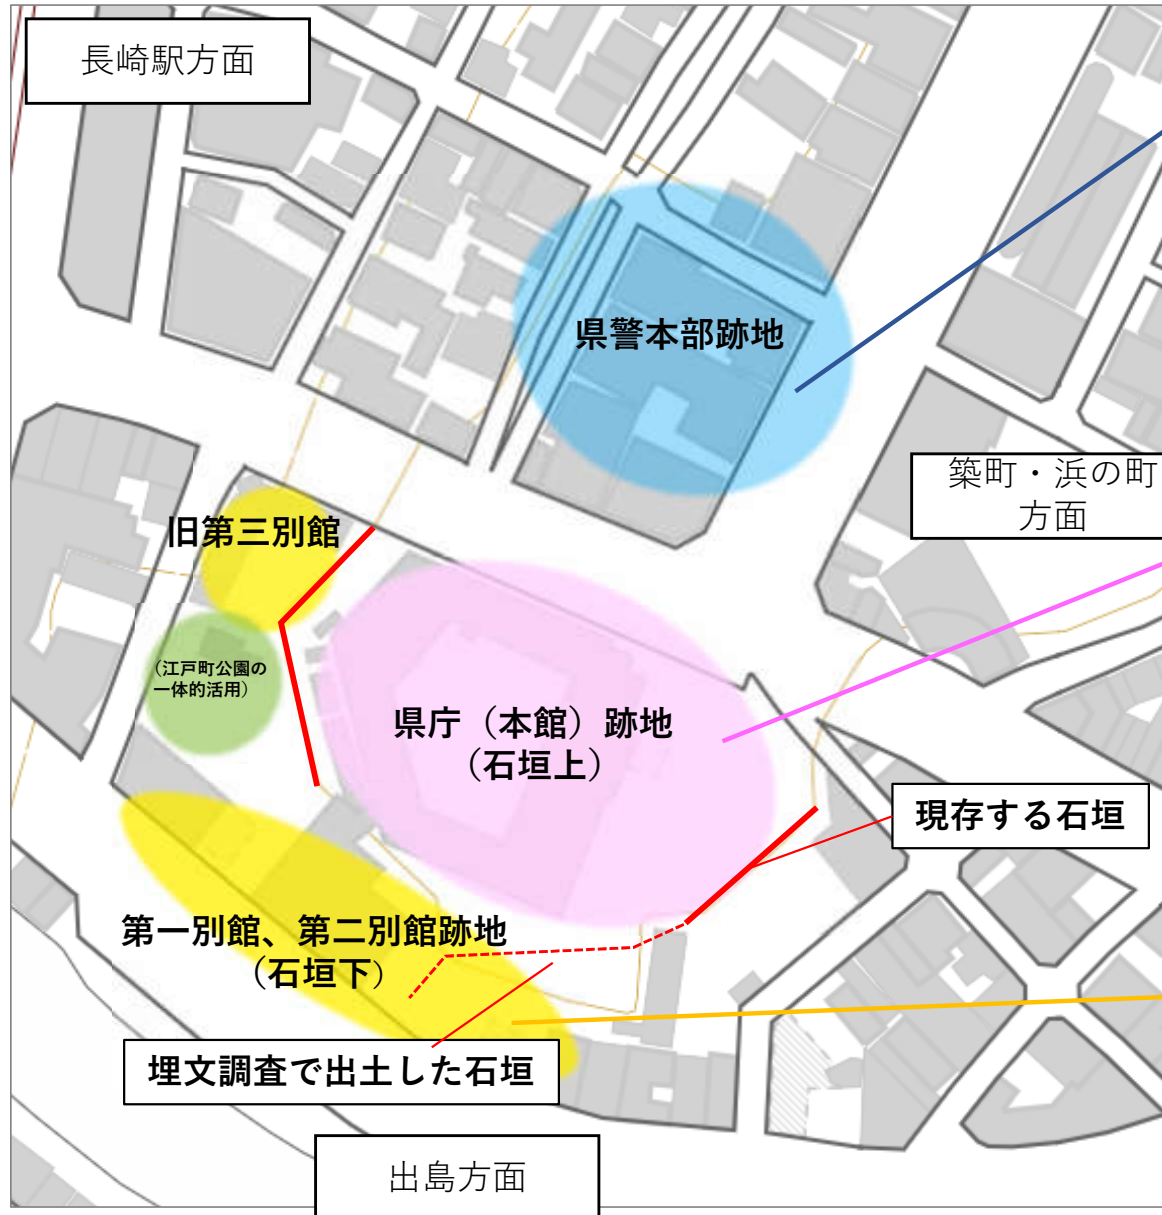 長崎駅方面
県警本部跡地
築町・浜の町
方面
旧第三別館
（江戸町公園の
一体的活用）
県庁（本館）跡地
（石垣上）
現存する石垣
第一別館、第二別館跡地
（石垣下）
埋文調査で出土した石垣
出島方面